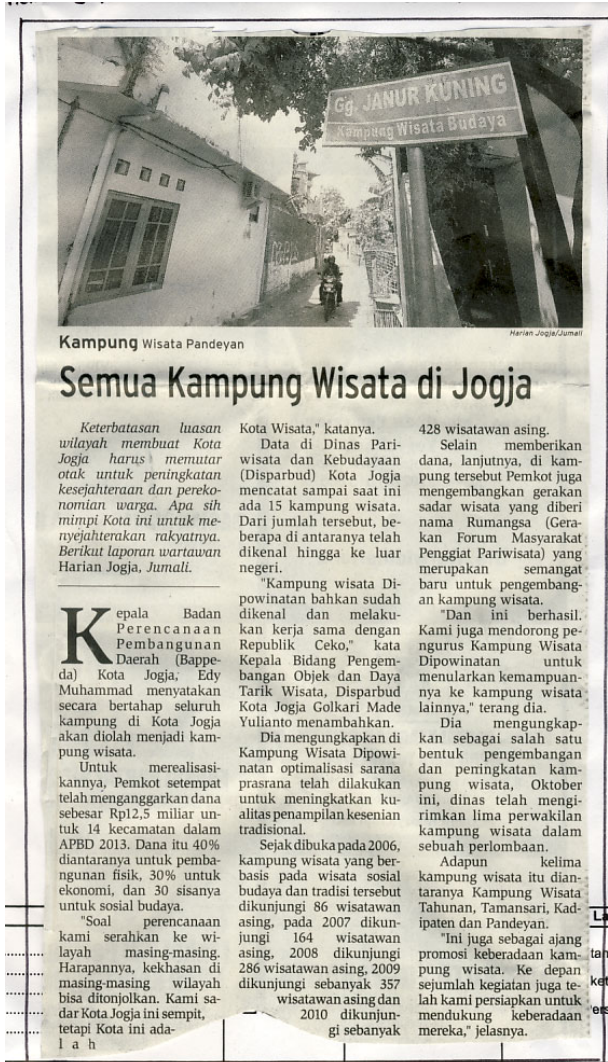 Gg. JANUR KUNING
Kampung Wisata Budaya
Harian Jogja/Jumali
Kampung Wisata Pandeyan
Semua Kampung Wisata di Jogja
Keterbatasan luasan
wilayah membuat Kota
Jogja harus memutar
otak untuk peningkatan
kesejahteraan dan pereko-
nomian warga. Apa sih
mimpi Kota ini untuk me-
nyejahterakan rakyatnya.
Berikut laporan wartawan
Harian Jogja, Jumali.
Kepala Badan
Perencanaan
Pembangunan
Daerah (Bappe-
da) Kota Jogja, Edy
Muhammad menyatakan
secara bertahap seluruh
kampung di Kota Jogja
akan diolah menjadi kam-
pung wisata.
Untuk merealisasi-
kannya, Pemkot setempat
telah menganggarkan dana
sebesar Rp12,5 miliar un-
tuk 14 kecamatan dalam
APBD 2013. Dana itu 40%
diantaranya untuk pemba-
ngunan fisik, 30% untuk
ekonomi, dan 30 sisanya
untuk sosial budaya.
"Soal perencanaan
kami serahkan ke wi-
layah masing-masing.
Harapannya, kekhasan di
masing-masing wilayah
bisa ditonjolkan. Kami sa-
dar Kota Jogja ini sempit,
tetapi Kota ini ada-
lah
Kota Wisata," katanya.
Data di Dinas Pari-
wisata dan Kebudayaan
(Disparbud) Kota Jogja
mencatat sampai saat ini
ada 15 kampung wisata.
Dari jumlah tersebut, be-
berapa di antaranya telah
dikenal hingga ke luar
negeri.
"Kampung wisata Di-
powinatan bahkan sudah
dikenal dan melaku-
kan kerja sama dengan
Republik Ceko," kata
Kepala Bidang Pengem-
bangan Objek dan Daya
Tarik Wisata, Disparbud
Kota Jogja Golkari Made
Yulianto menambahkan.
Dia mengungkapkan di
Kampung Wisata Dipowi-
natan optimalisasi sarana
prasrana telah dilakukan
untuk meningkatkan ku-
alitas penampilan kesenian
tradisional.
Sejak dibuka pada 2006,
kampung wisata yang ber-
basis pada wisata sosial
budaya dan tradisi tersebut
dikunjungi 86 wisatawan
asing, pada 2007 dikun-
jungi 164 wisatawan
asing, 2008 dikunjungi
286 wisatawan asing, 2009
dikunjungi sebanyak 357
wisatawan asing dan
2010 dikunjun-
gi sebanyak
428 wisatawan asing.
Selain memberikan
dana, lanjutnya, di kam-
pung tersebut Pemkot juga
mengembangkan gerakan
sadar wisata yang diberi
nama Rumangsa (Gera-
kan Forum Masyarakat
Penggiat Pariwisata) yang
merupakan semangat
baru untuk pengembang-
an kampung wisata.
"Dan ini berhasil.
Kami juga mendorong pe-
ngurus Kampung Wisata
Dipowinatan untuk
menularkan kemampuan-
nya ke kampung wisata
lainnya," terang dia.
Dia mengungkap-
kan sebagai salah satu
bentuk pengembangan
dan peningkatan kam-
pung wisata, Oktober
ini, dinas telah mengi-
rimkan lima perwakilan
kampung wisata dalam
sebuah perlombaan.
Adapun kelima
kampung wisata itu dian-
taranya Kampung Wisata
Tahunan, Tamansari, Kad-
ipaten dan Pandeyan.
"Ini juga sebagai ajang
promosi keberadaan kam-
pung wisata. Ke depan
sejumlah kegiatan juga te-
lah kami persiapkan untuk
mendukung keberadaan
mereka," jelasnya.